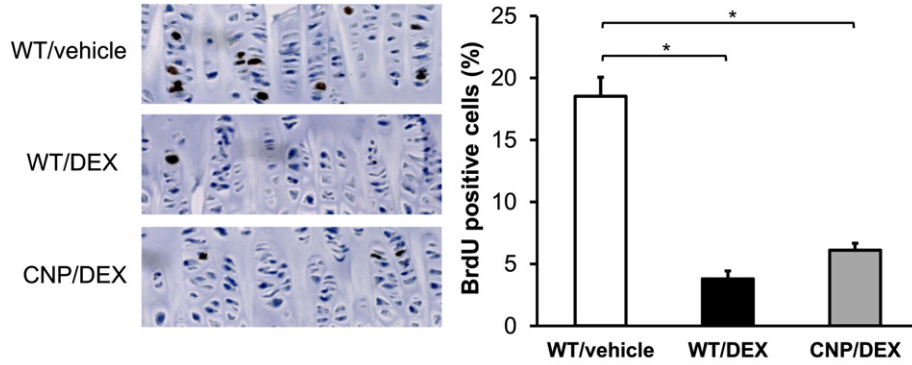 WT/vehicle
WT/DEX
CNP/DEX
BrdU positive cells (%)
25
20
15
10
5
0
*
*
WT/vehicle WT/DEX CNP/DEX